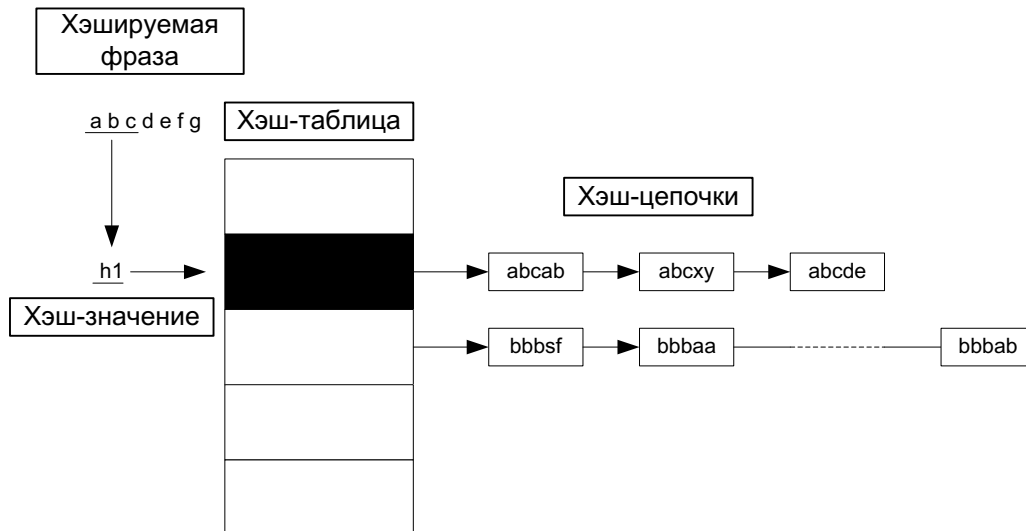 Хэшируемая
фраза
a b c d e f g
Хэш-таблица
Хэш-цепочки
h1
abcab
abcxy
abcde
Хэш-значение
bbbsf
bbbaa
bbbab